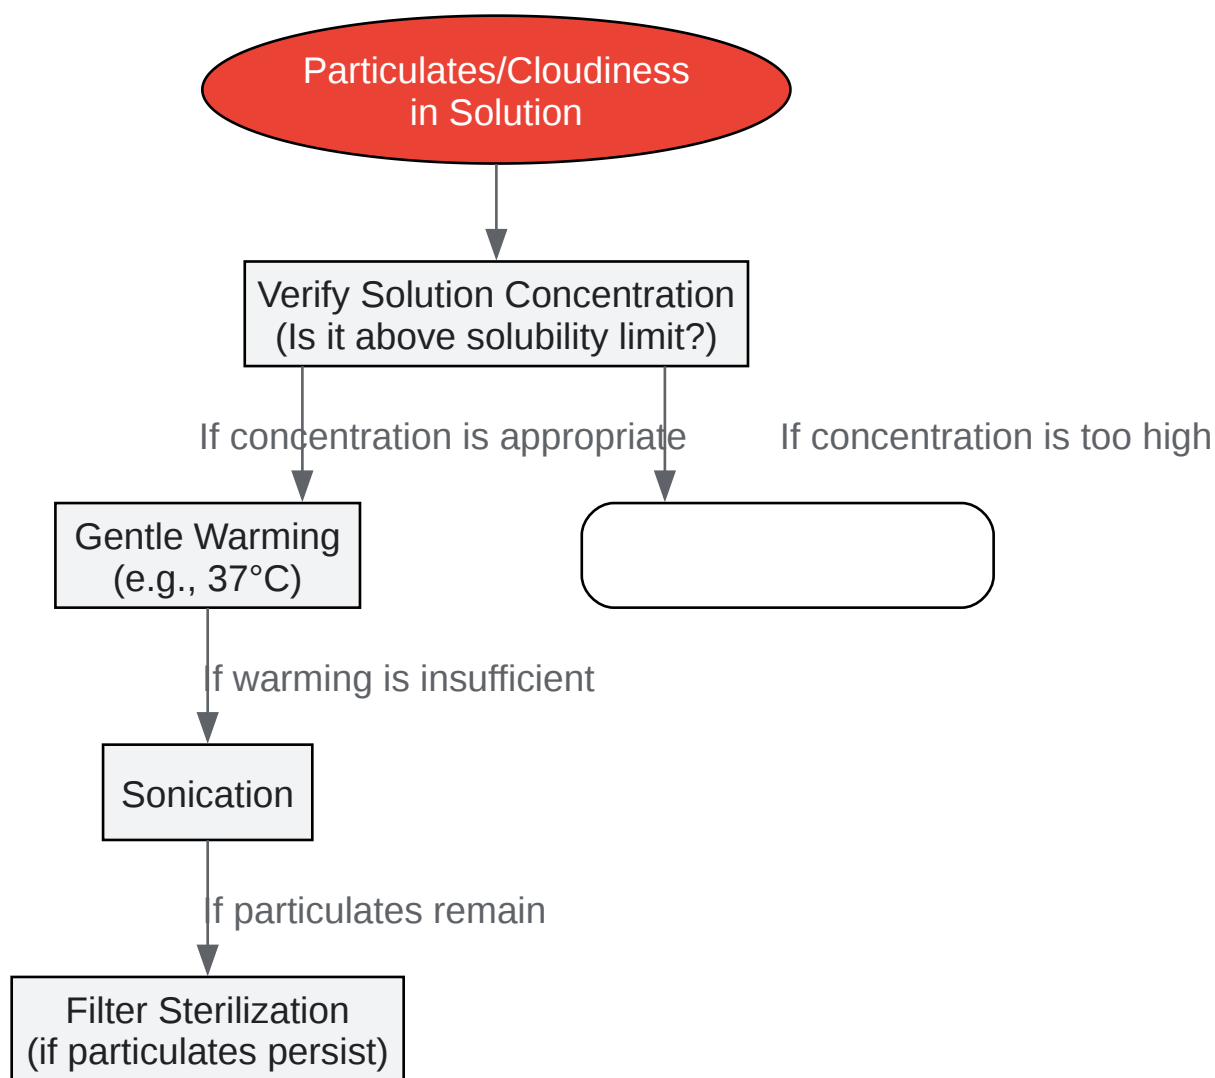 Particulates/Cloudiness
in Solution
Verify Solution Concentration
(Is it above solubility limit?)
If concentration is appropriate
If concentration is too high
Gentle Warming
(e.g., 37°C)
If warming is insufficient
Sonication
If particulates remain
Filter Sterilization
(if particulates persist)